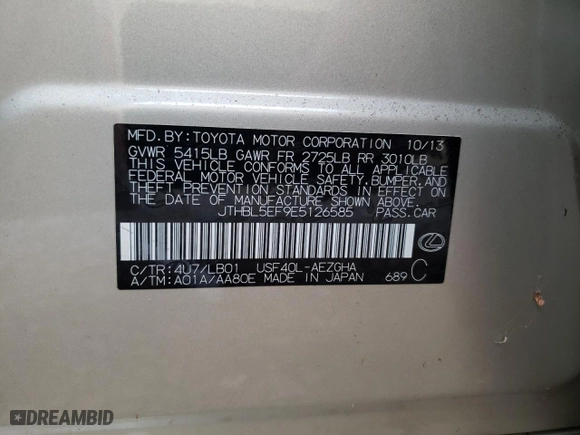 MFD. BY: TOYOTA MOTOR CORPORATION 10/13
GVWR 5415LB GAWR FR 2725LB RR 3010LB
THIS VEHICLE CONFORMS TO ALL APPLICABLE
FEDERAL MOTOR VEHICLE SAFETY, BUMPER, AND
THEFT PREVENTION STANDARDS IN EFFECT ON
THE DATE OF MANUFACTURE SHOWN ABOVE.
JTHBL5EF9E5126585 PASS. CAR
C/TR: 4U7/LB01 USF40L-AEZGHA
A/TM: A01A/AA80E MADE IN JAPAN 689 C
DREAMBID